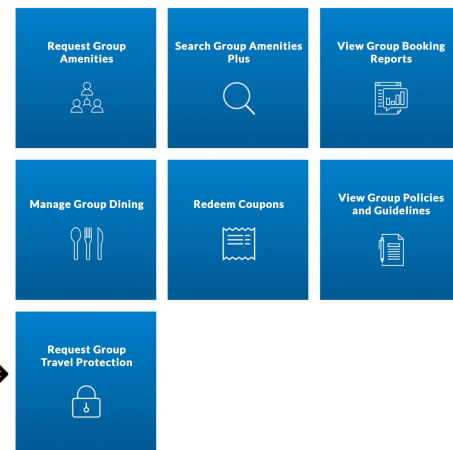 Request Group
Amenities
Search Group Amenities
Plus
View Group Booking
Reports
Manage Group Dining
Redeem Coupons
View Group Policies
and Guidelines
Request Group
Travel Protection